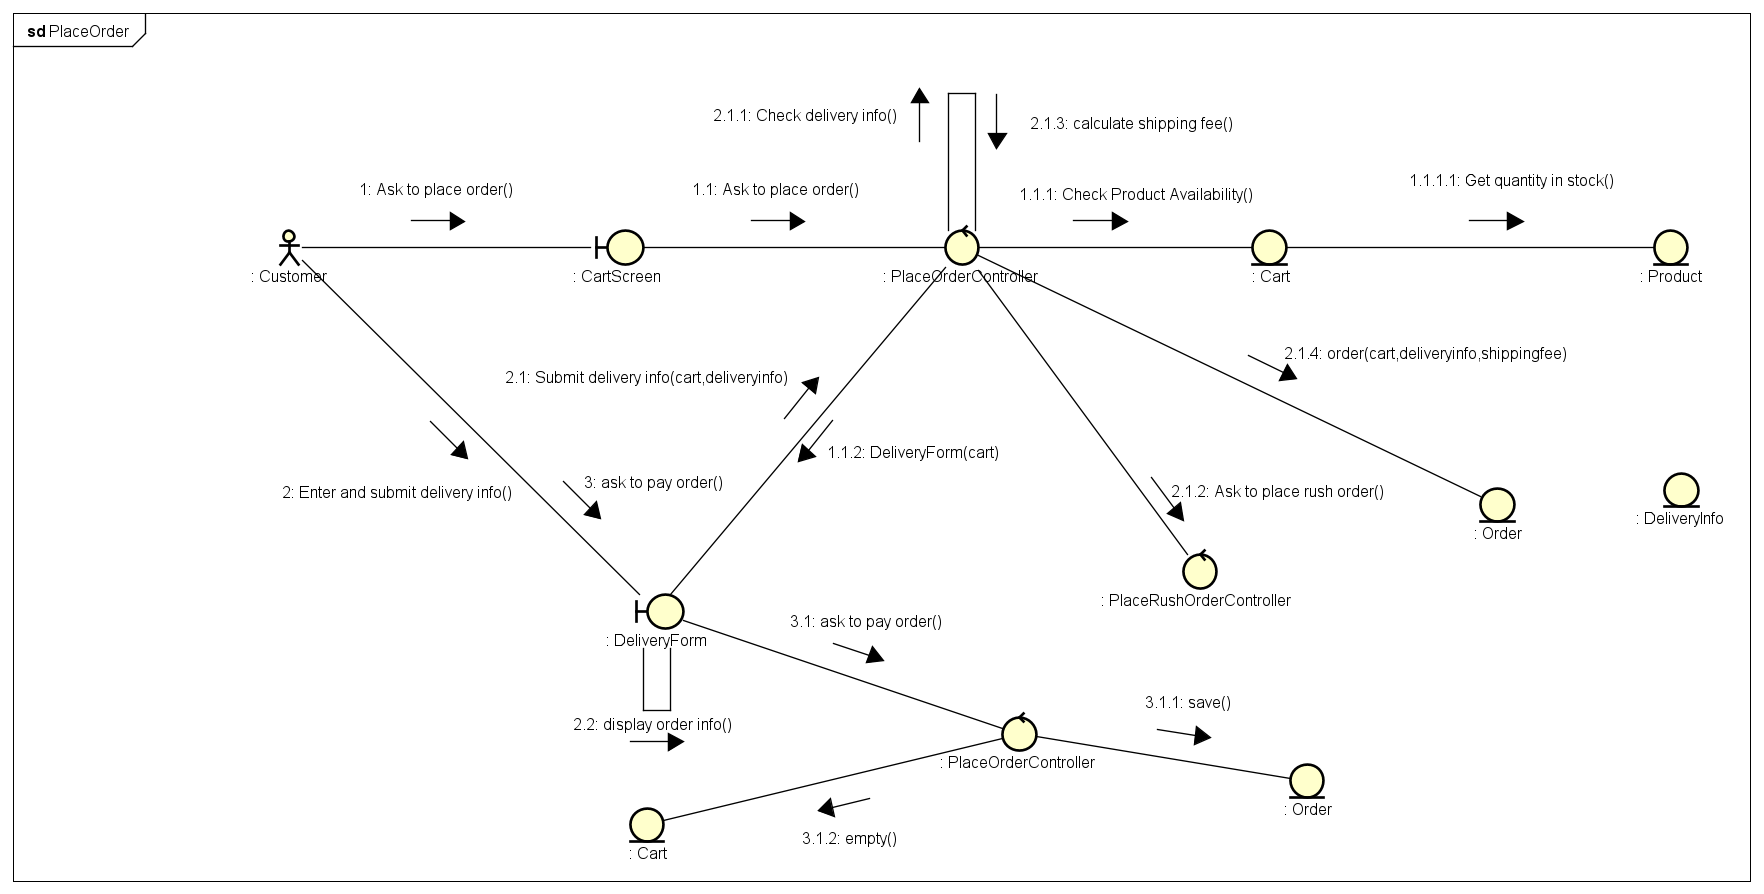 sd PlaceOrder
2.1.1: Check delivery info()
2.1.3: calculate shipping fee()
1: Ask to place order()
1.1: Ask to place order()
1.1.1: Check Product Availability()
1.1.1.1: Get quantity in stock()
: Customer
: CartScreen
: PlaceOrderController
: Cart
: Product
2.1: Submit delivery info(cart,deliveryinfo)
2.1.4: order(cart,deliveryinfo,shippingfee)
1.1.2: DeliveryForm(cart)
2: Enter and submit delivery info()
3: ask to pay order()
2.1.2: Ask to place rush order()
: Order
: DeliveryInfo
: PlaceRushOrderController
: DeliveryForm
3.1: ask to pay order()
2.2: display order info()
3.1.1: save()
: PlaceOrderController
: Order
3.1.2: empty()
: Cart